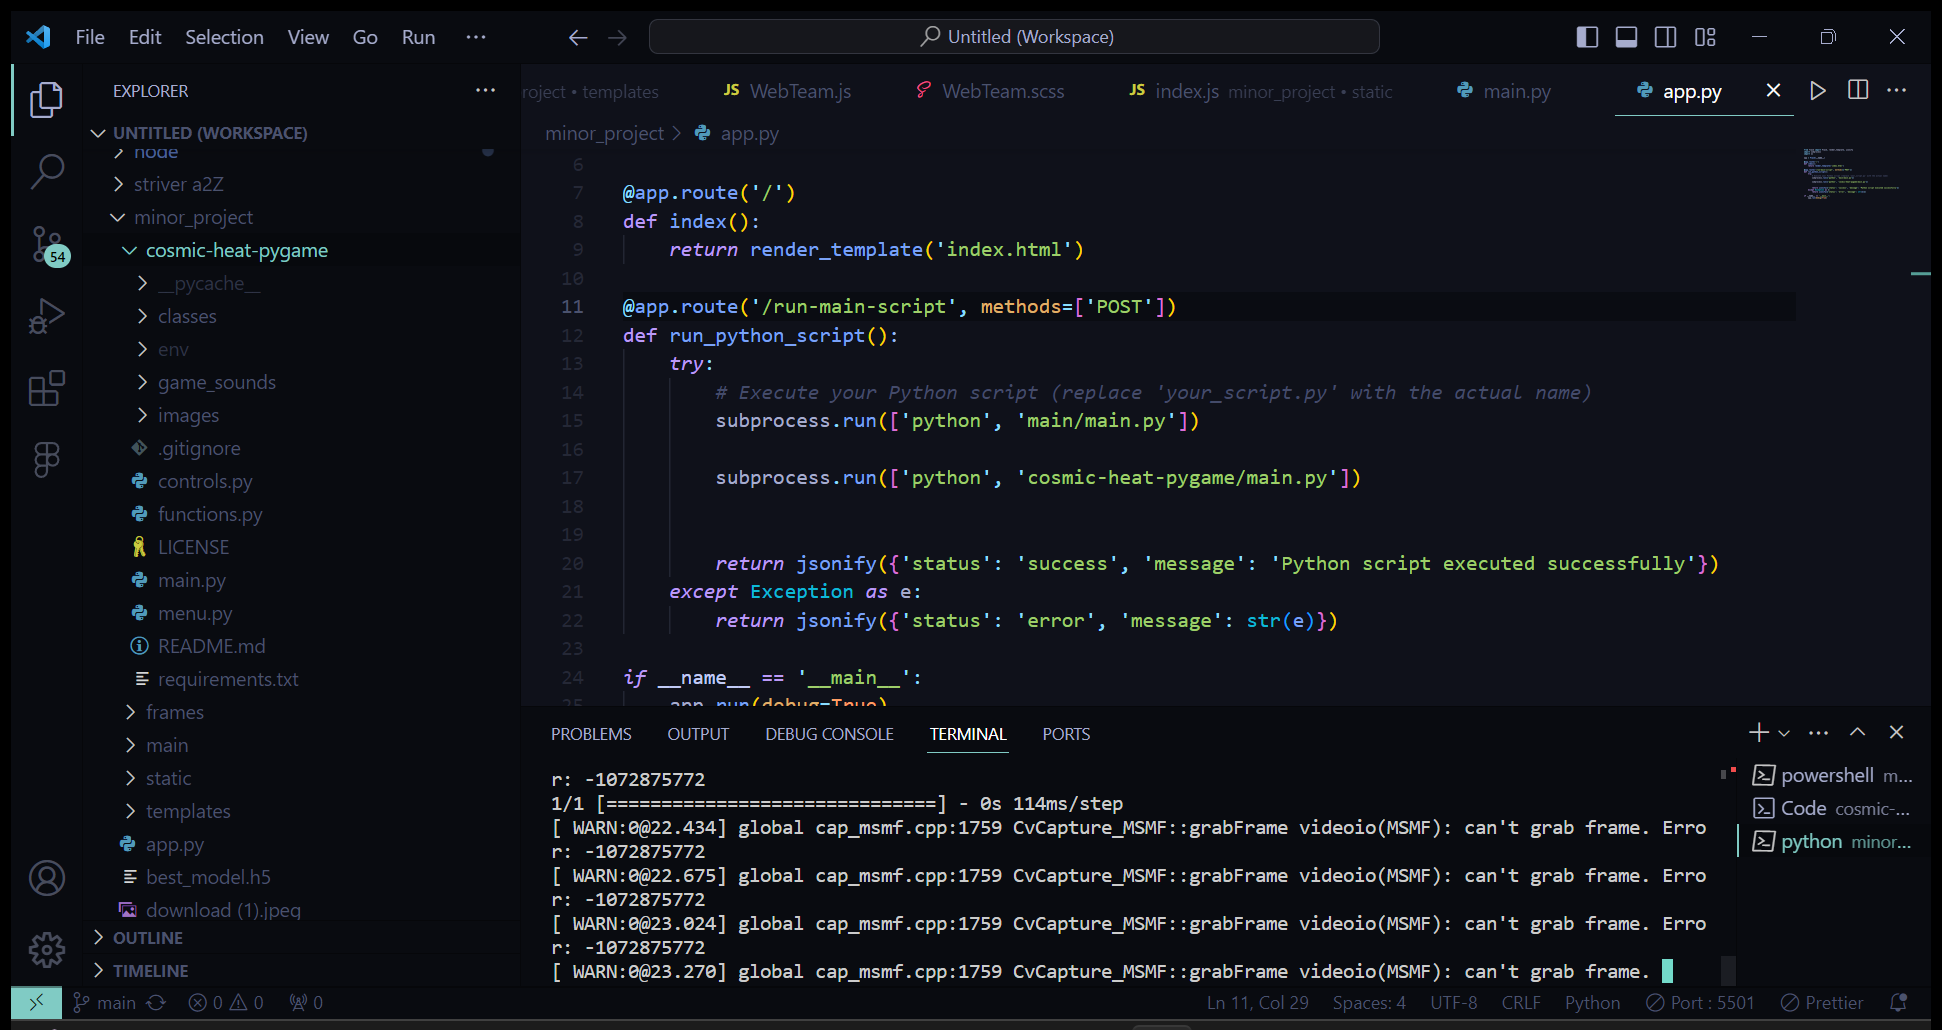 File Edit Selection View Go Run ··· Untitled (Workspace)
EXPLORER
UNTITLED (WORKSPACE)
node
striver a2Z
minor_project
cosmic-heat-pygame
__pycache__
classes
env
game_sounds
images
.gitignore
controls.py
functions.py
LICENSE
main.py
menu.py
README.md
requirements.txt
frames
main
static
templates
app.py
best_model.h5
download (1).jpeg
OUTLINE
TIMELINE
54
roject • templates JS WebTeam.js WebTeam.scss JS index.js minor_project • static main.py app.py
minor_project > app.py
6
7 @app.route('/')
8 def index():
9 return render_template('index.html')
10
11 @app.route('/run-main-script', methods=['POST'])
12 def run_python_script():
13 try:
14 # Execute your Python script (replace 'your_script.py' with the actual name)
15 subprocess.run(['python', 'main/main.py'])
16
17 subprocess.run(['python', 'cosmic-heat-pygame/main.py'])
18
19
20 return jsonify({'status': 'success', 'message': 'Python script executed successfully'})
21 except Exception as e:
22 return jsonify({'status': 'error', 'message': str(e)})
23
24 if __name__ == '__main__':
25 app.run(debug=True)
PROBLEMS OUTPUT DEBUG CONSOLE TERMINAL PORTS
r: -1072875772
1/1 [==============================] - 0s 114ms/step
[ WARN:0@22.434] global cap_msmf.cpp:1759 CvCapture_MSMF::grabFrame videoio(MSMF): can't grab frame. Erro
r: -1072875772
[ WARN:0@22.675] global cap_msmf.cpp:1759 CvCapture_MSMF::grabFrame videoio(MSMF): can't grab frame. Erro
r: -1072875772
[ WARN:0@23.024] global cap_msmf.cpp:1759 CvCapture_MSMF::grabFrame videoio(MSMF): can't grab frame. Erro
r: -1072875772
[ WARN:0@23.270] global cap_msmf.cpp:1759 CvCapture_MSMF::grabFrame videoio(MSMF): can't grab frame.
powershell m...
Code cosmic-...
python minor...
main 0 0 0 Ln 11, Col 29 Spaces: 4 UTF-8 CRLF Python Port : 5501 Prettier